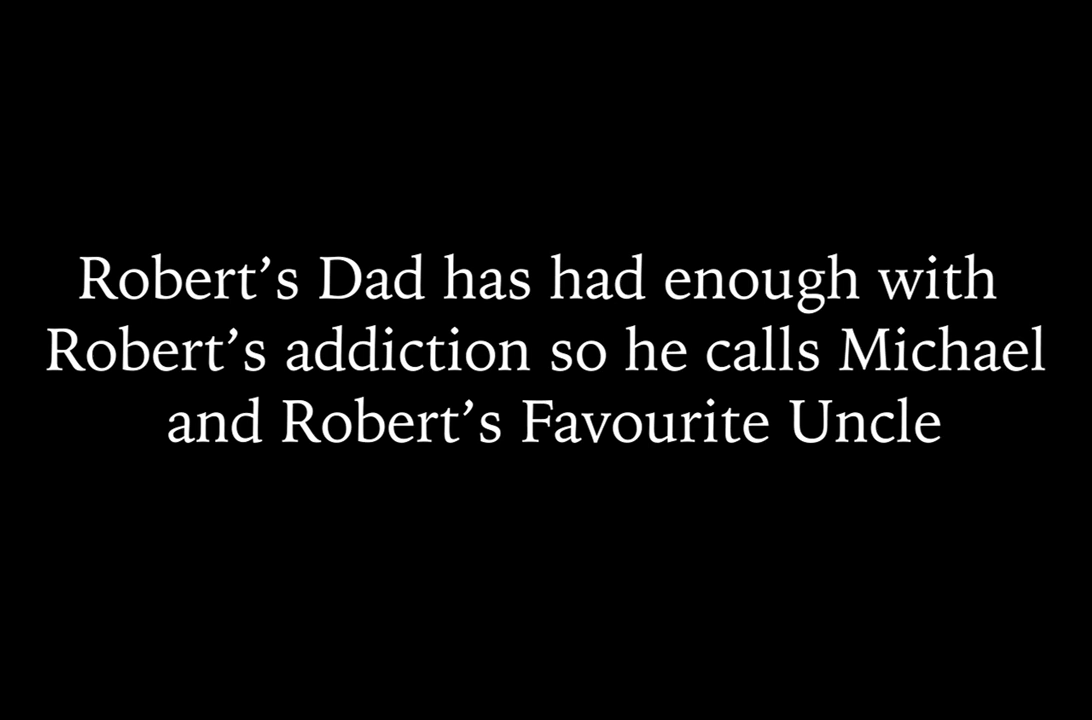 Robert’s Dad has had enough with
Robert’s addiction so he calls Michael
and Robert’s Favourite Uncle